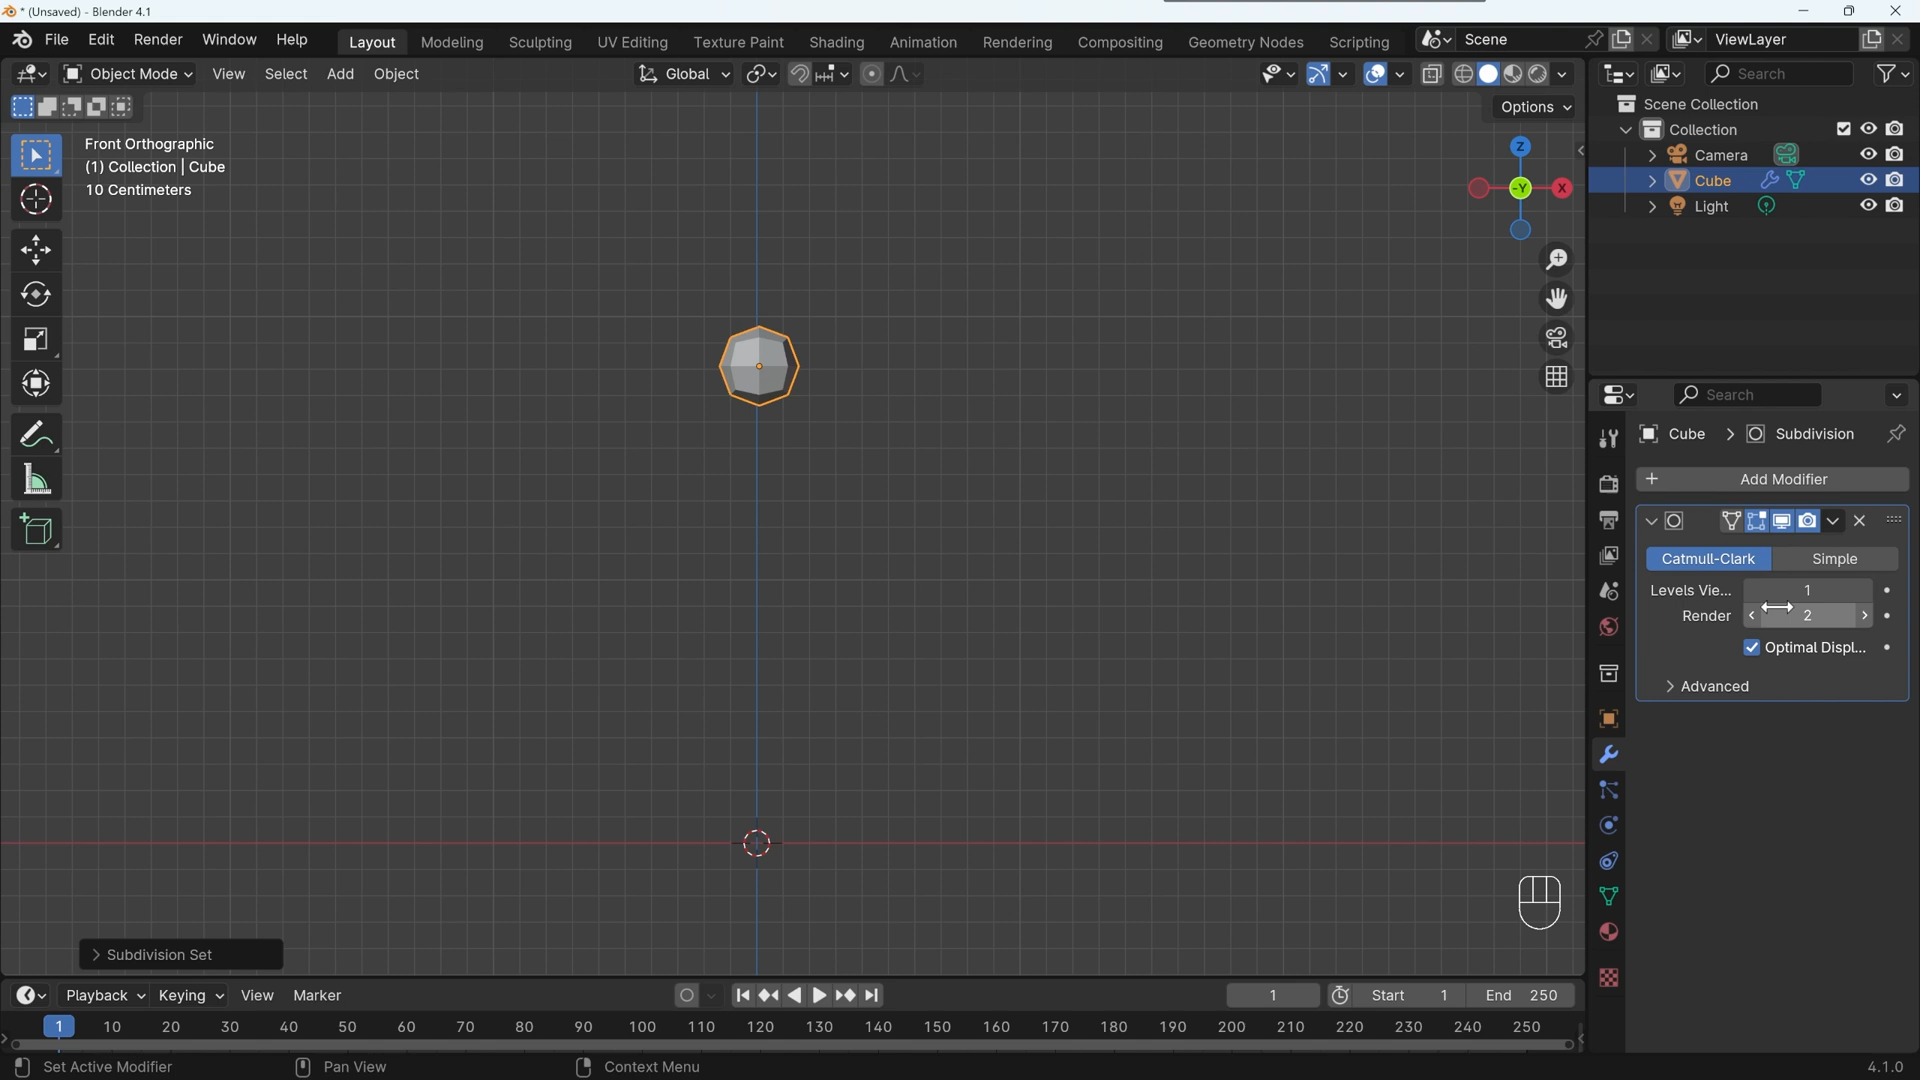 * (Unsaved) - Blender 4.1
File Edit Render Window Help Layout Modeling Sculpting UV Editing Texture Paint Shading Animation Rendering Compositing Geometry Nodes Scripting Scene ViewLayer
Object Mode View Select Add Object Global Search
Options
Scene Collection
Front Orthographic
(1) Collection | Cube
10 Centimeters
Z
-Y
X
Collection
Camera
Cube
Light
Search
Cube > Subdivision
+ Add Modifier
Catmull-Clark Simple
Levels Vie... 1
Render 2
Optimal Displ...
Advanced
Subdivision Set
Playback Keying View Marker 1 Start 1 End 250
1 10 20 30 40 50 60 70 80 90 100 110 120 130 140 150 160 170 180 190 200 210 220 230 240 250
Set Active Modifier Pan View Context Menu 4.1.0